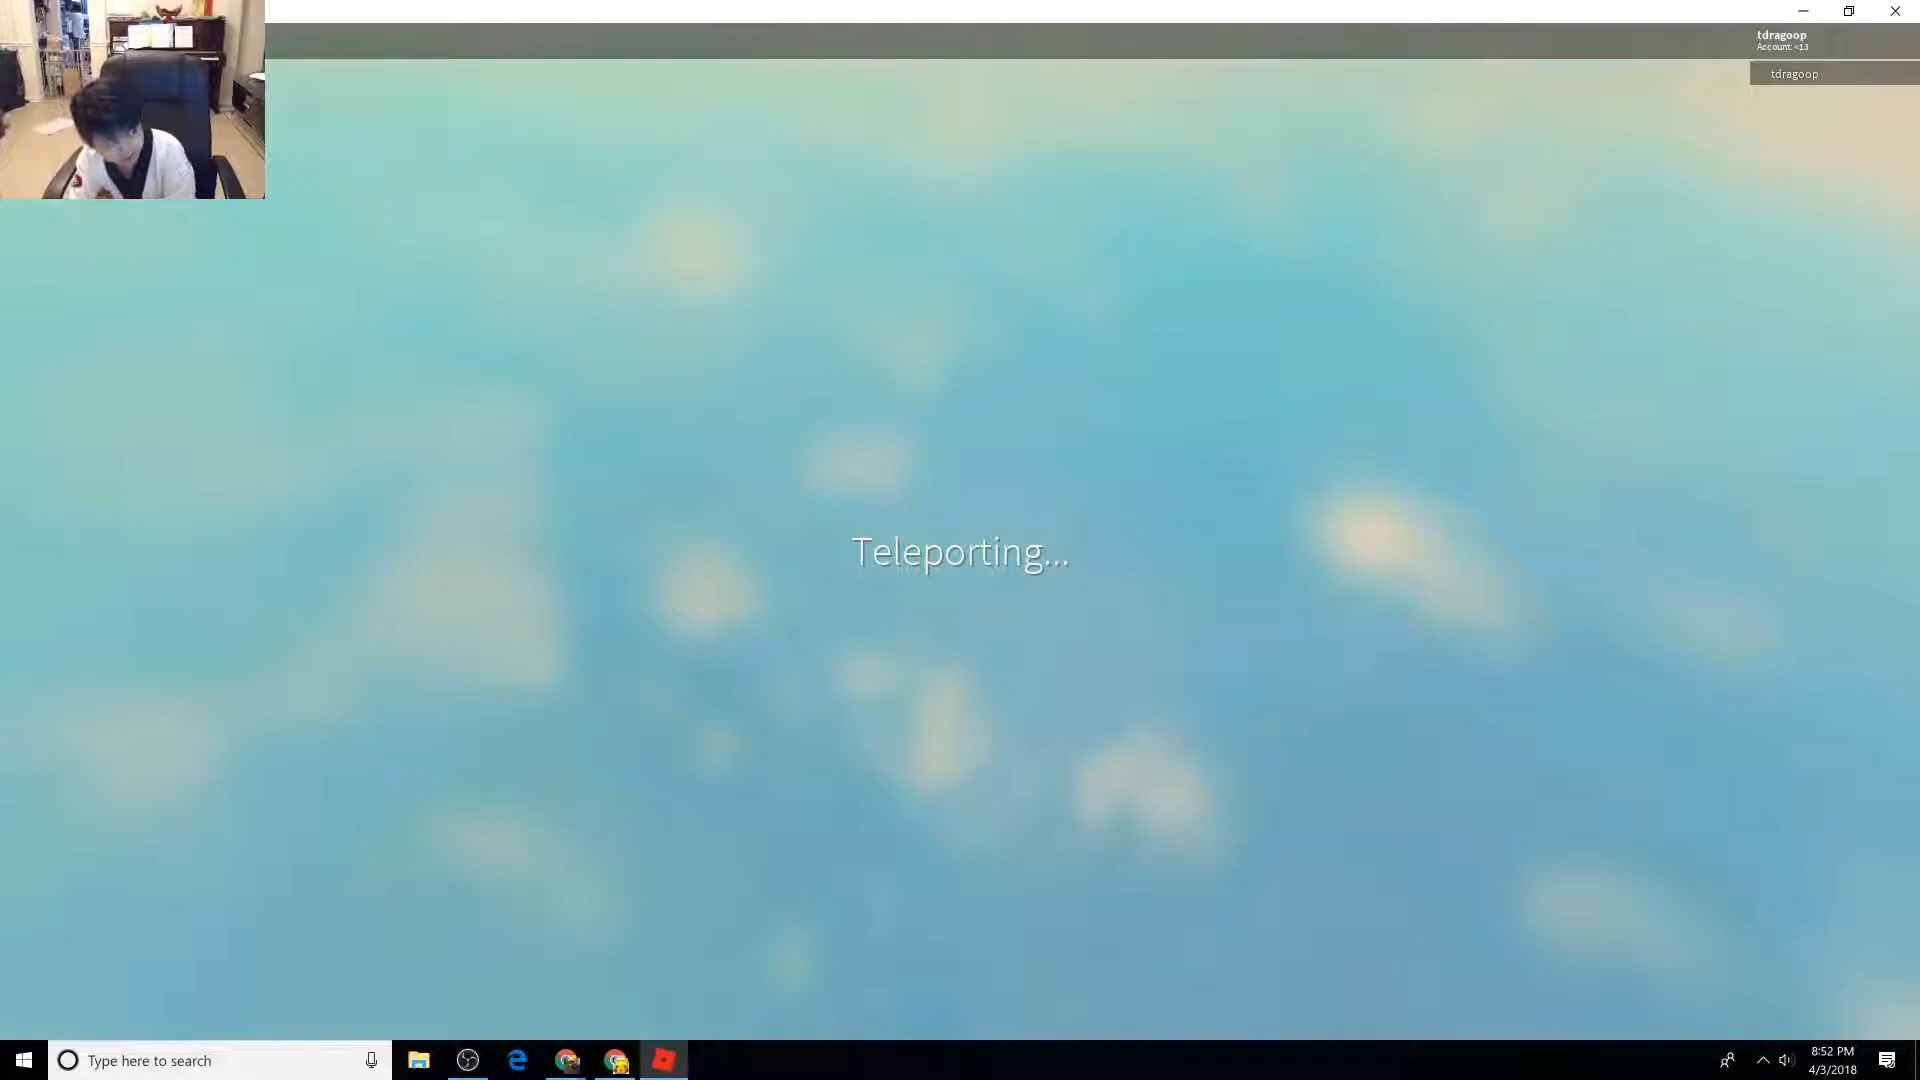 tdragoop
Account: <13
tdragoop
Teleporting...
Type here to search
8:52 PM
4/3/2018